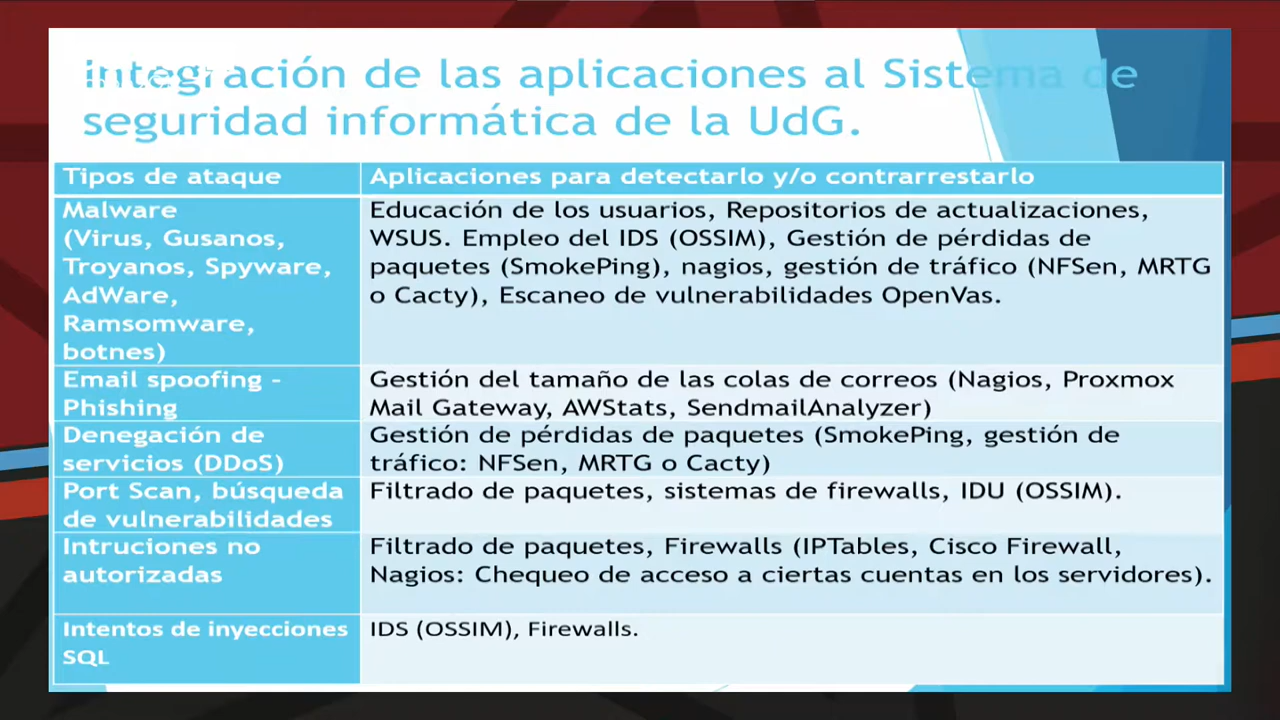 Integración de las aplicaciones al Sistema de
seguridad informática de la UdG.
Tipos de ataque
Aplicaciones para detectarlo y/o contrarrestarlo
Malware
(Virus, Gusanos,
Troyanos, Spyware,
AdWare,
Ramsomware,
botnes)
Educación de los usuarios, Repositorios de actualizaciones,
WSUS. Empleo del IDS (OSSIM), Gestión de pérdidas de
paquetes (SmokePing), nagios, gestión de tráfico (NFSen, MRTG
o Cacty), Escaneo de vulnerabilidades OpenVas.
Email spoofing -
Phishing
Gestión del tamaño de las colas de correos (Nagios, Proxmox
Mail Gateway, AWStats, SendmailAnalyzer)
Denegación de
servicios (DDoS)
Gestión de pérdidas de paquetes (SmokePing, gestión de
tráfico: NFSen, MRTG o Cacty)
Port Scan, búsqueda
de vulnerabilidades
Filtrado de paquetes, sistemas de firewalls, IDU (OSSIM).
Intruciones no
autorizadas
Filtrado de paquetes, Firewalls (IPTables, Cisco Firewall,
Nagios: Chequeo de acceso a ciertas cuentas en los servidores).
Intentos de inyecciones
SQL
IDS (OSSIM), Firewalls.